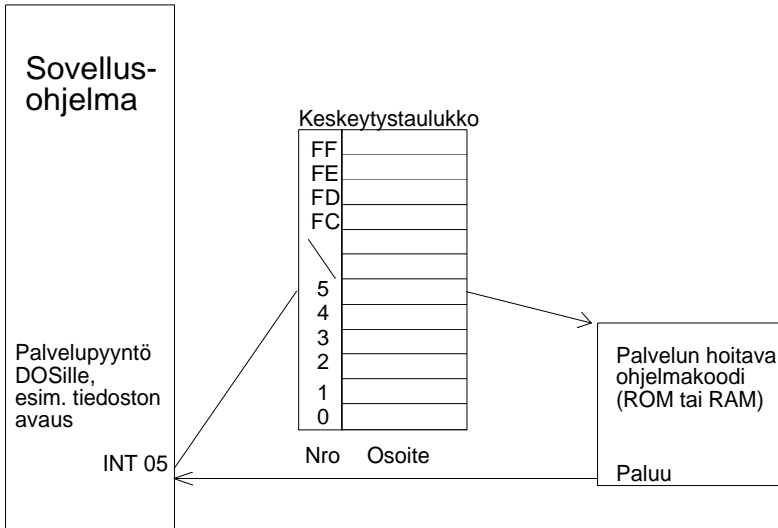 Sovellus-
ohjelma
Palvelupyyntö
DOSille,
esim. tiedoston
avaus
INT 05
Keskeytystaulukko
FF
FE
FD
FC
5
4
3
2
1
0
Nro Osoite
Palvelun hoitava
ohjelmakoodi
(ROM tai RAM)
Paluu